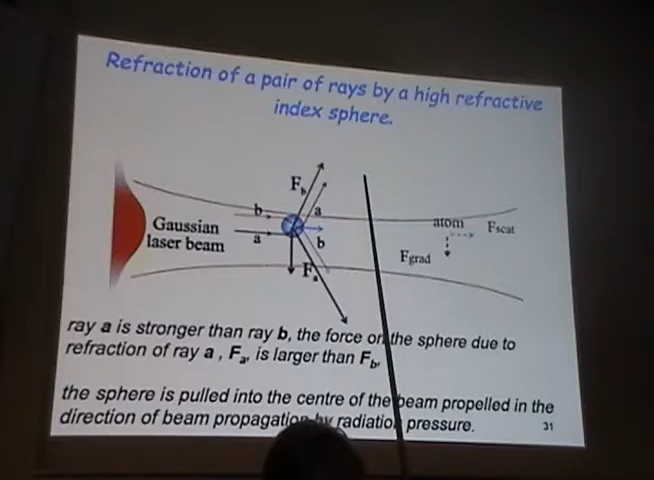 Refraction of a pair of rays by a high refractive
index sphere.
F_b
b
a
Gaussian
laser beam
a
b
F_a
atom
Fscat
Fgrad
ray a is stronger than ray b, the force on the sphere due to
refraction of ray a , F_a, is larger than F_b.
the sphere is pulled into the centre of the beam propelled in the
direction of beam propagation by radiation pressure.
31